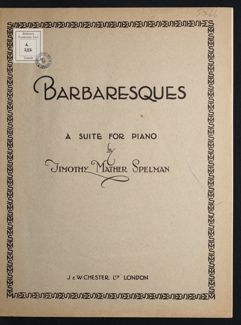 BARBARESQUES
A SUITE FOR PIANO
by
TIMOTHY MATHER SPELMAN
J & W. CHESTER, LTD LONDON